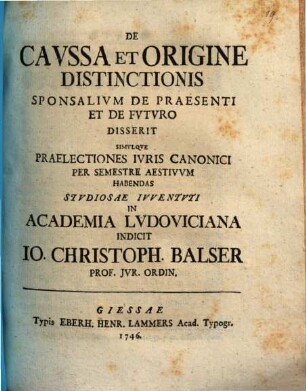 DE
CAVSSA ET ORIGINE
DISTINCTIONIS
SPONSALIVM DE PRAESENTI
ET DE FVTVRO
DISSERIT
SIMVLQVE
PRAELECTIONES IVRIS CANONICI
PER SEMESTRE AESTIVVM
HABENDAS
STVDIOSAE IVVENTVTI
IN
ACADEMIA LVDOVICIANA
INDICIT
IO. CHRISTOPH. BALSER
PROF. JVR. ORDIN.
GIESSAE
Typis EBERH. HENR. LAMMERS Acad. Typogr.
1746.